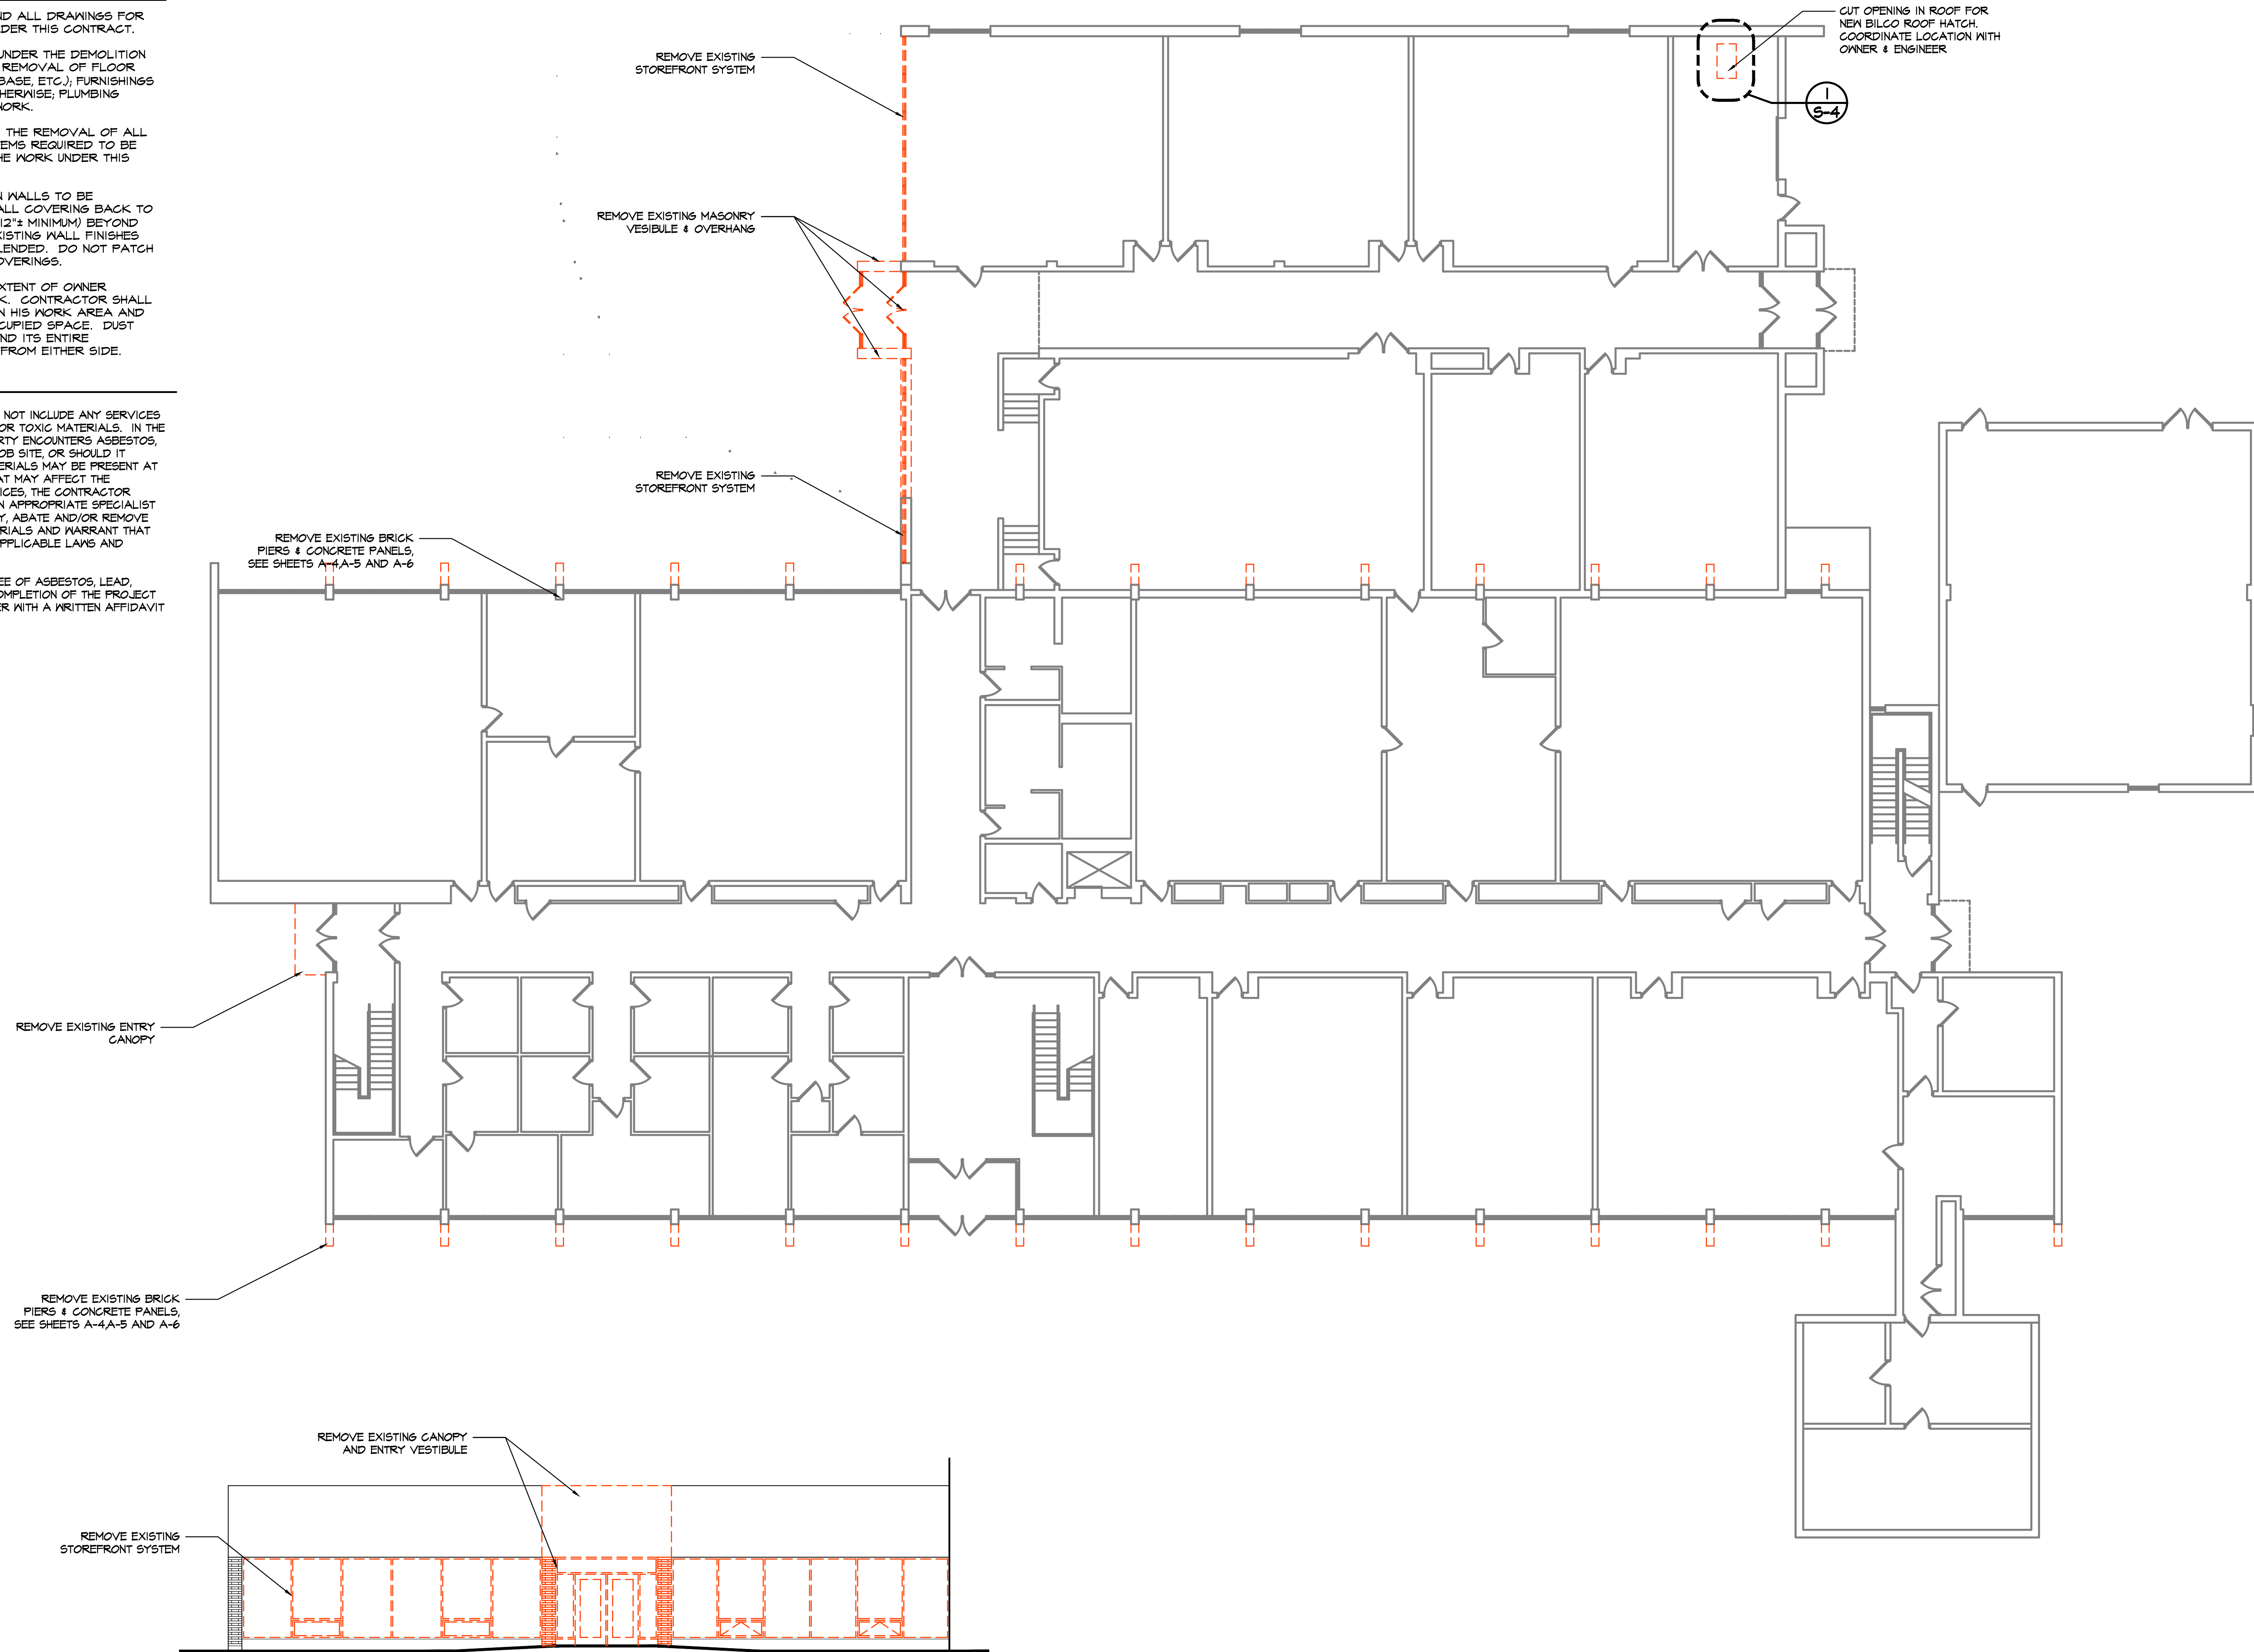 ND ALL DRAWINGS FOR
DER THIS CONTRACT.
UNDER THE DEMOLITION
REMOVAL OF FLOOR
BASE, ETC.); FURNISHINGS
HERWISE; PLUMBING
WORK.
THE REMOVAL OF ALL
TEMS REQUIRED TO BE
HE WORK UNDER THIS
N WALLS TO BE
ALL COVERING BACK TO
12"± MINIMUM) BEYOND
XISTING WALL FINISHES
LENDED. DO NOT PATCH
OVERINGS.
XTENT OF OWNER
K. CONTRACTOR SHALL
N HIS WORK AREA AND
CUPIED SPACE. DUST
ND ITS ENTIRE
FROM EITHER SIDE.
NOT INCLUDE ANY SERVICES
OR TOXIC MATERIALS. IN THE
RTY ENCOUNTERS ASBESTOS,
OB SITE, OR SHOULD IT
ERIALS MAY BE PRESENT AT
AT MAY AFFECT THE
ICES, THE CONTRACTOR
N APPROPRIATE SPECIALIST
Y, ABATE AND/OR REMOVE
RIALS AND WARRANT THAT
PPLICABLE LAWS AND
EE OF ASBESTOS, LEAD,
OMPLETION OF THE PROJECT
ER WITH A WRITTEN AFFIDAVIT
REMOVE EXISTING
STOREFRONT SYSTEM
CUT OPENING IN ROOF FOR
NEW BILCO ROOF HATCH.
COORDINATE LOCATION WITH
OWNER & ENGINEER
1
S-4
REMOVE EXISTING MASONRY
VESIBULE & OVERHANG
REMOVE EXISTING
STOREFRONT SYSTEM
REMOVE EXISTING BRICK
PIERS & CONCRETE PANELS,
SEE SHEETS A-4,A-5 AND A-6
REMOVE EXISTING ENTRY
CANOPY
REMOVE EXISTING BRICK
PIERS & CONCRETE PANELS,
SEE SHEETS A-4,A-5 AND A-6
REMOVE EXISTING CANOPY
AND ENTRY VESTIBULE
REMOVE EXISTING
STOREFRONT SYSTEM